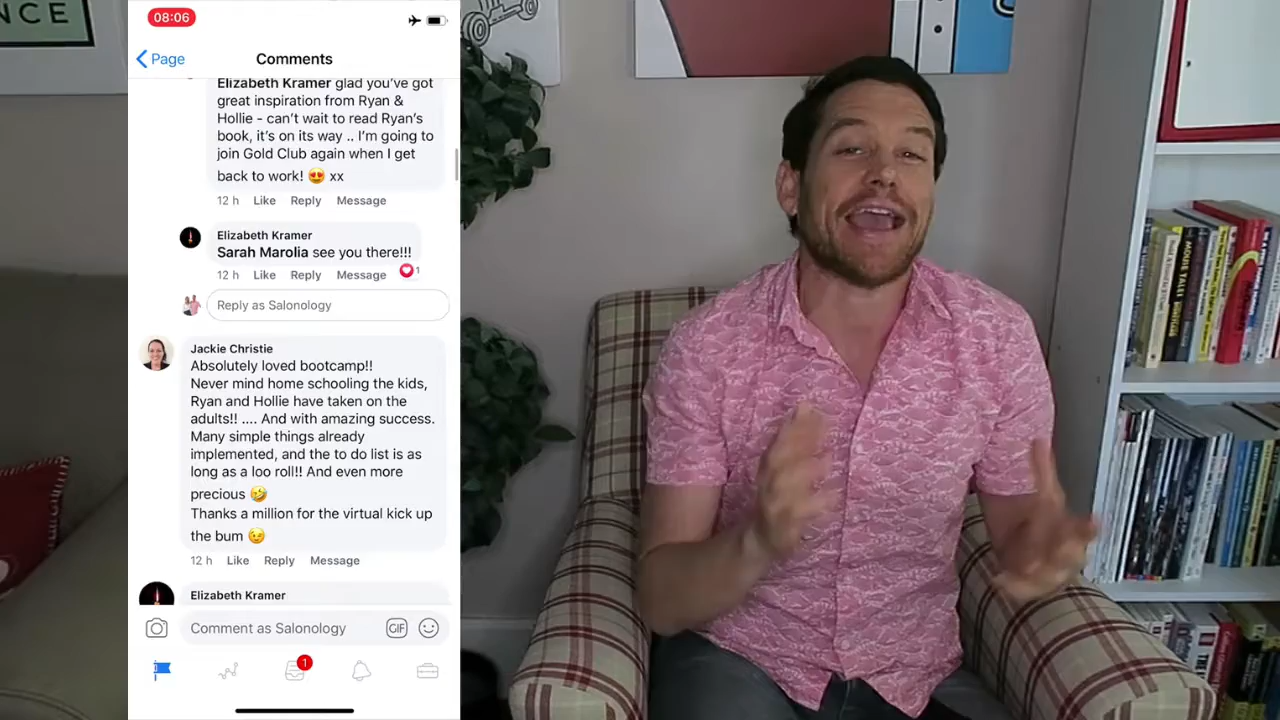 NCE
08:06
Page
Comments
Elizabeth Kramer glad you've got
great inspiration from Ryan &
Hollie - can't wait to read Ryan's
book, it's on its way .. I'm going to
join Gold Club again when I get
back to work! 😍 xx
12 h Like Reply Message
Elizabeth Kramer
Sarah Marolia see you there!!!
12 h Like Reply Message 1
Reply as Salonology
Jackie Christie
Absolutely loved bootcamp!!
Never mind home schooling the kids,
Ryan and Hollie have taken on the
adults!! .... And with amazing success.
Many simple things already
implemented, and the to do list is as
long as a loo roll!! And even more
precious 🤣
Thanks a million for the virtual kick up
the bum 😉
12 h Like Reply Message
Elizabeth Kramer
Comment as Salonology
GIF
1